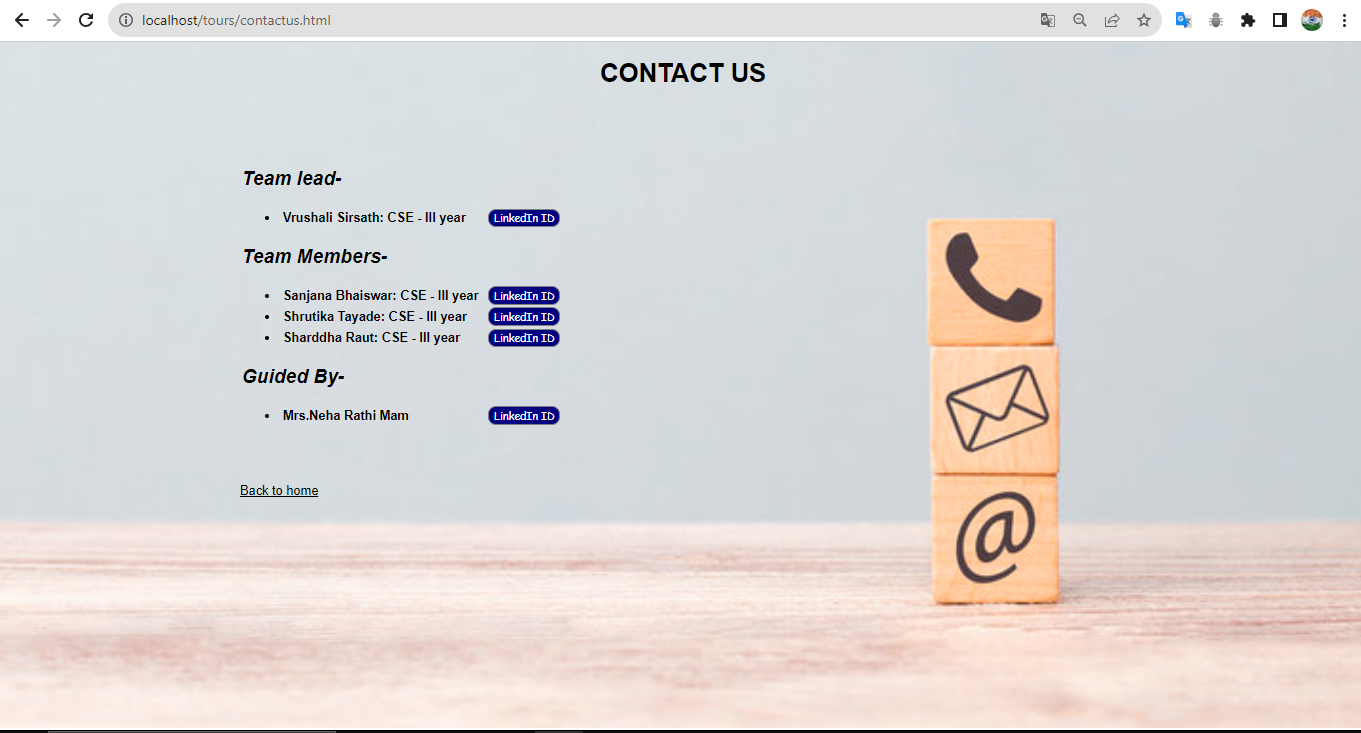 localhost/tours/contactus.html
CONTACT US
Team lead-
• Vrushali Sirsath: CSE - III year LinkedIn ID
Team Members-
• Sanjana Bhaiswar: CSE - III year LinkedIn ID
• Shrutika Tayade: CSE - III year LinkedIn ID
• Sharddha Raut: CSE - III year LinkedIn ID
Guided By-
• Mrs.Neha Rathi Mam LinkedIn ID
Back to home
@